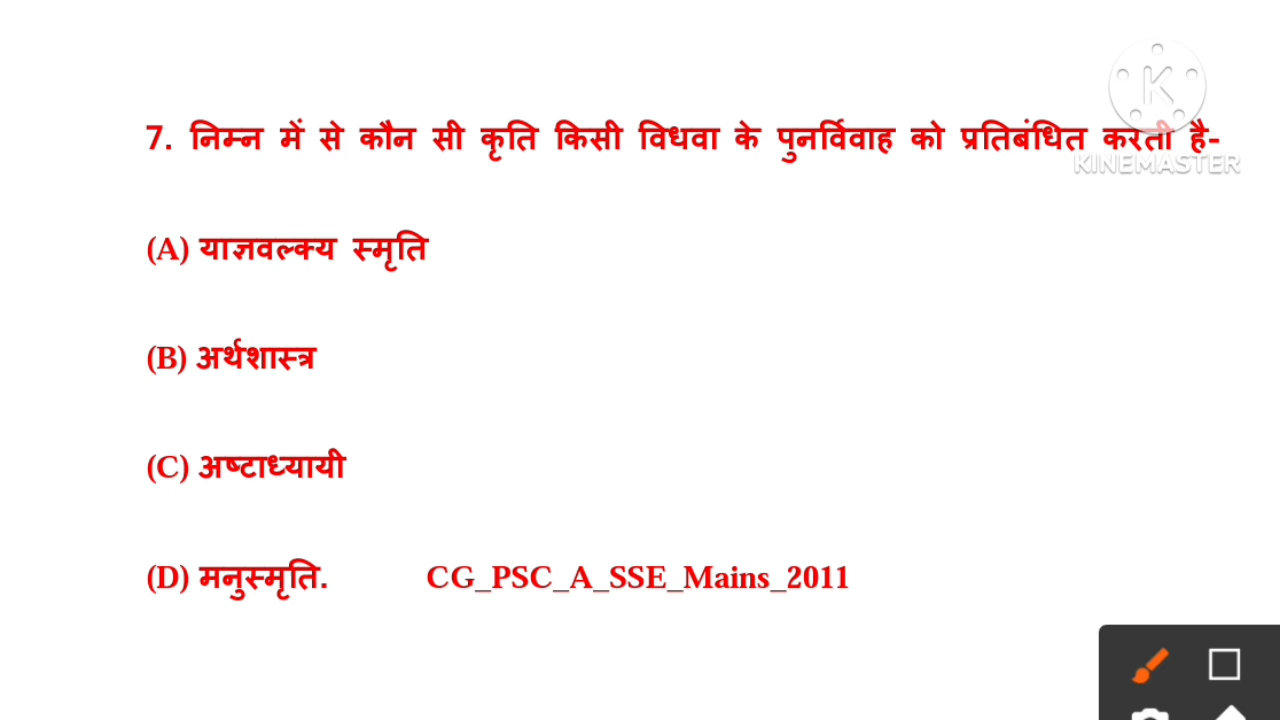 7. निम्न में से कौन सी कृति किसी विधवा के पुनर्विवाह को प्रतिबंधित करती है-
KINEMASTER
(A) याज्ञवल्क्य स्मृति
(B) अर्थशास्त्र
(C) अष्टाध्यायी
(D) मनुस्मृति. CG_PSC_A_SSE_Mains_2011